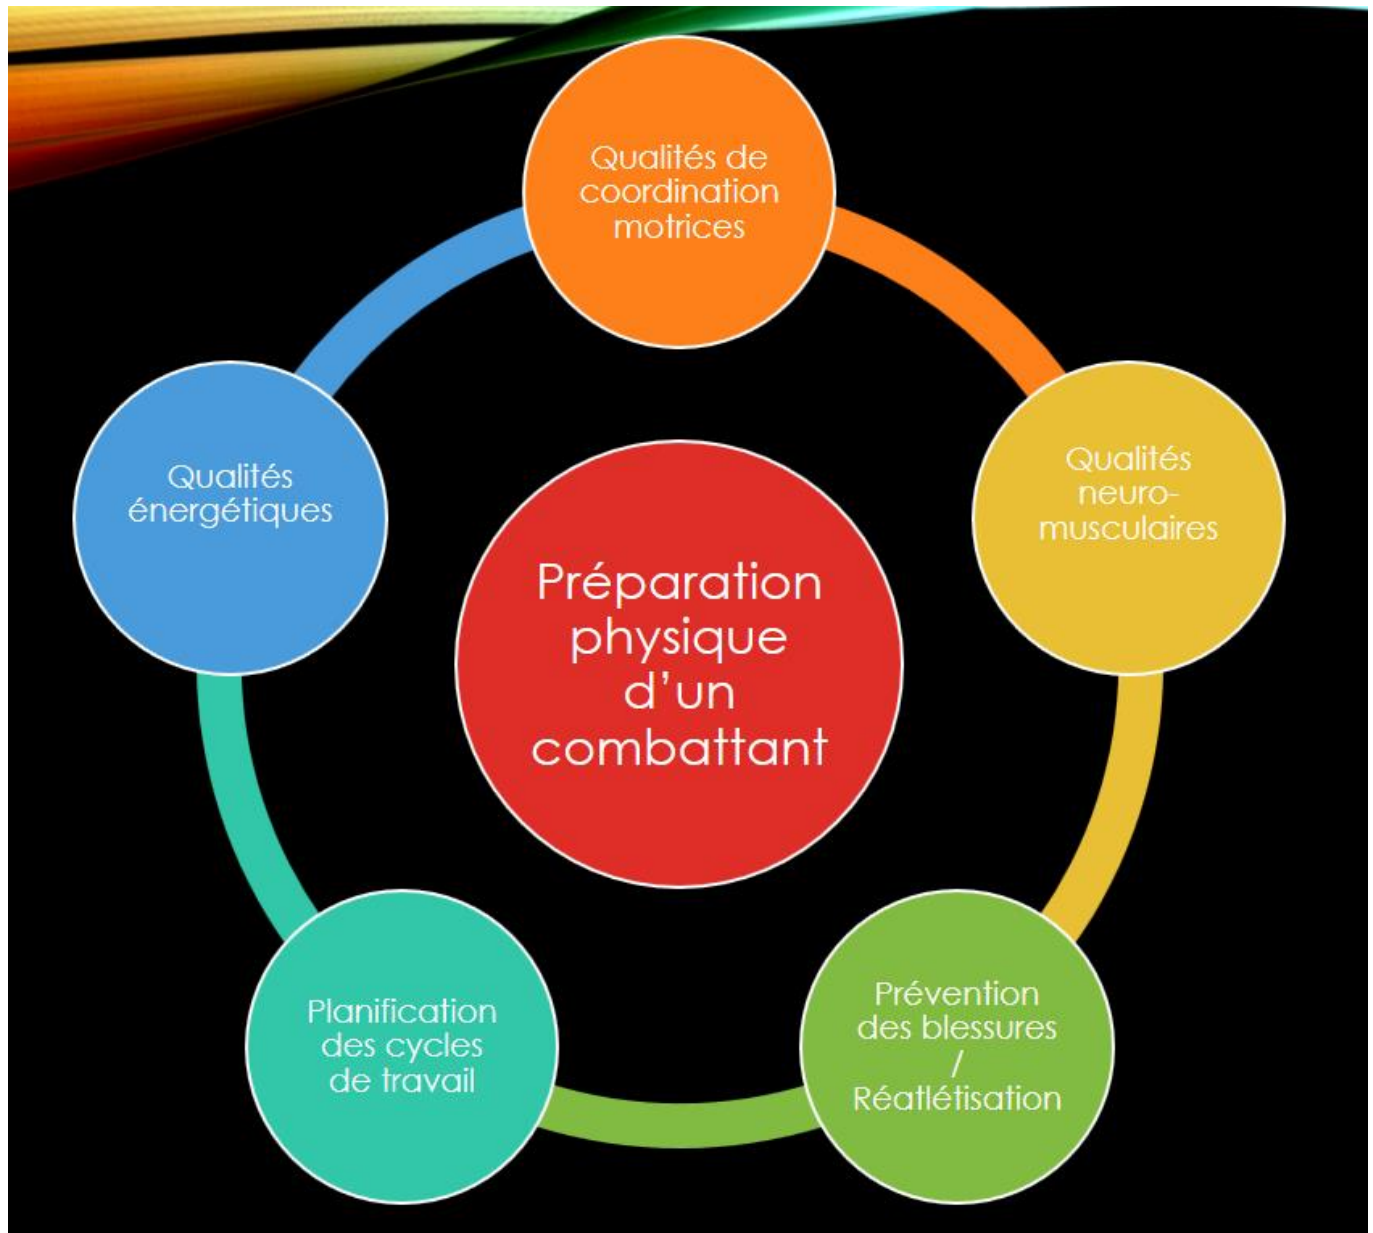 Qualités de
coordination
motrices
Qualités
neuro-
musculaires
Qualités
énergétiques
Préparation
physique
d’un
combattant
Prévention
des blessures
/
Réatlétisation
Planification
des cycles
de travail